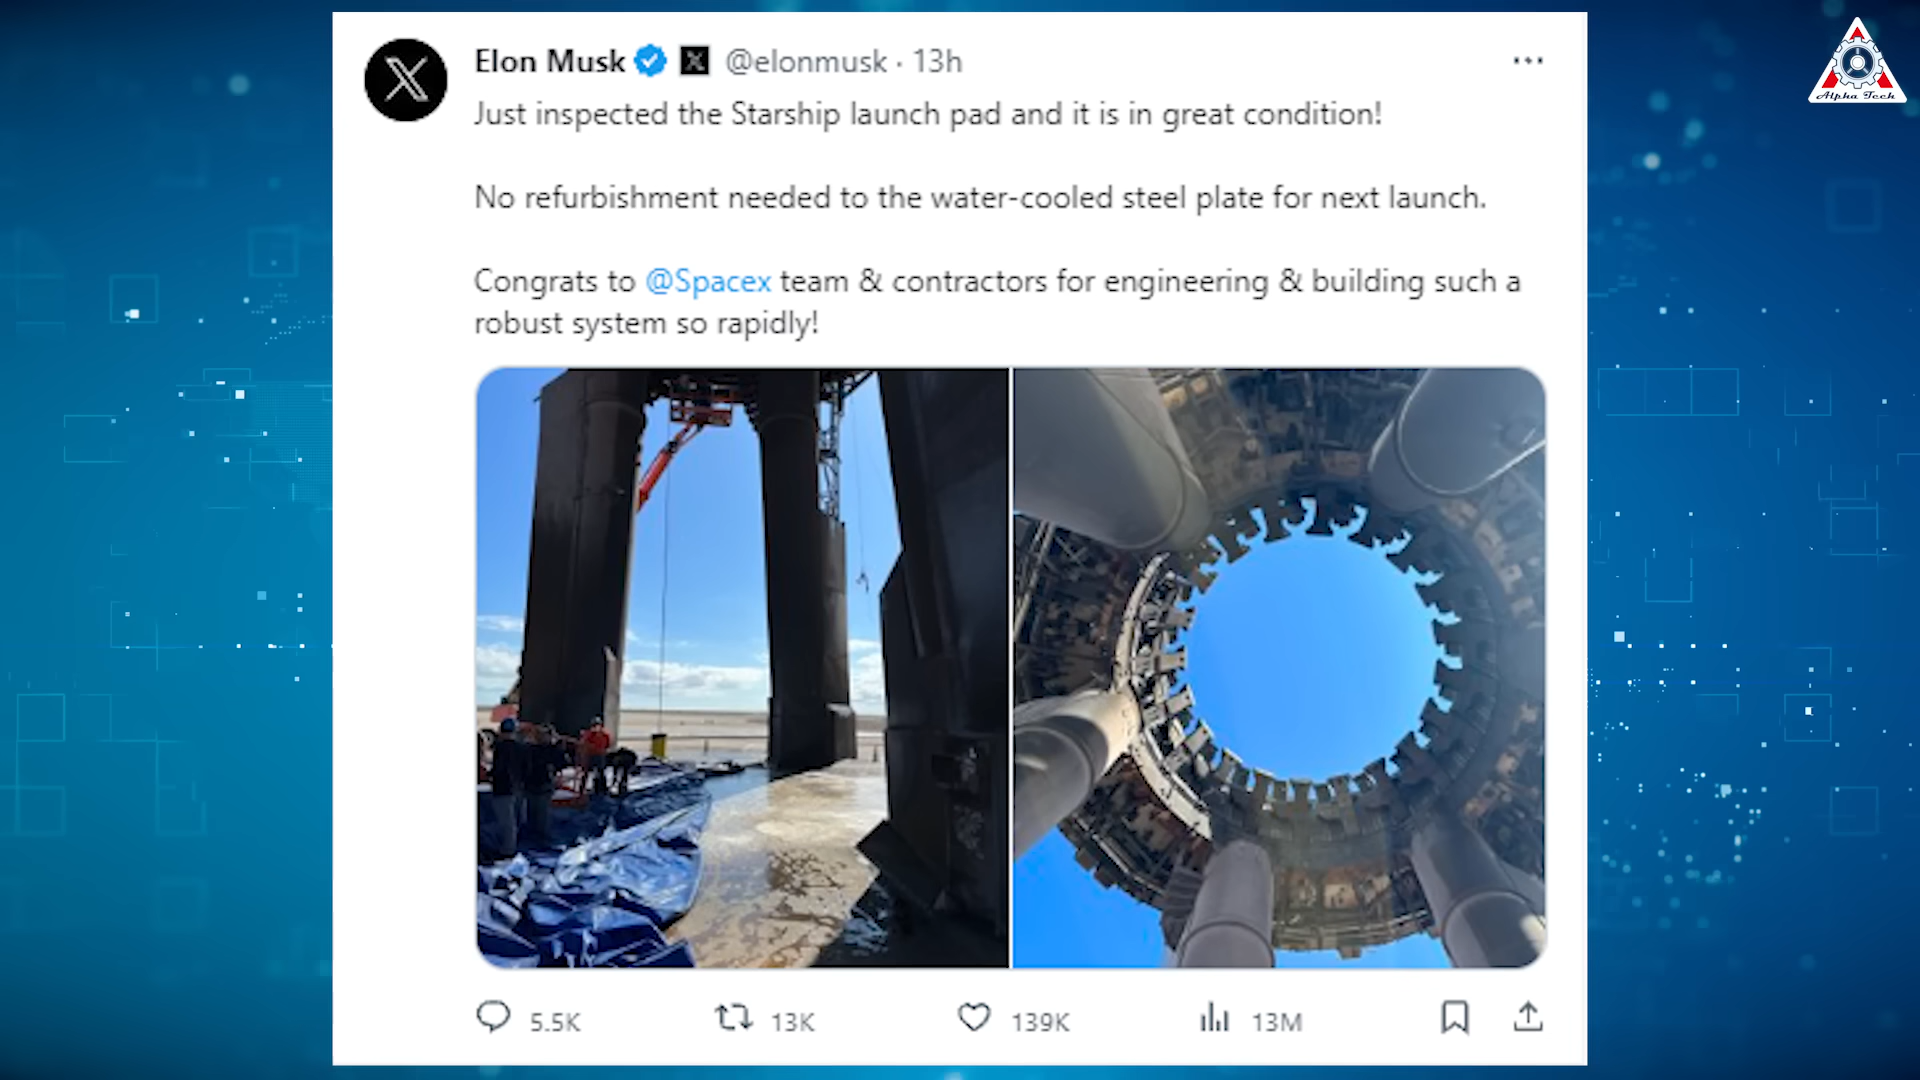 Elon Musk @elonmusk · 13h
Just inspected the Starship launch pad and it is in great condition!
No refurbishment needed to the water-cooled steel plate for next launch.
Congrats to @Spacex team & contractors for engineering & building such a
robust system so rapidly!
5.5K 13K 139K 13M
Alpha Tech